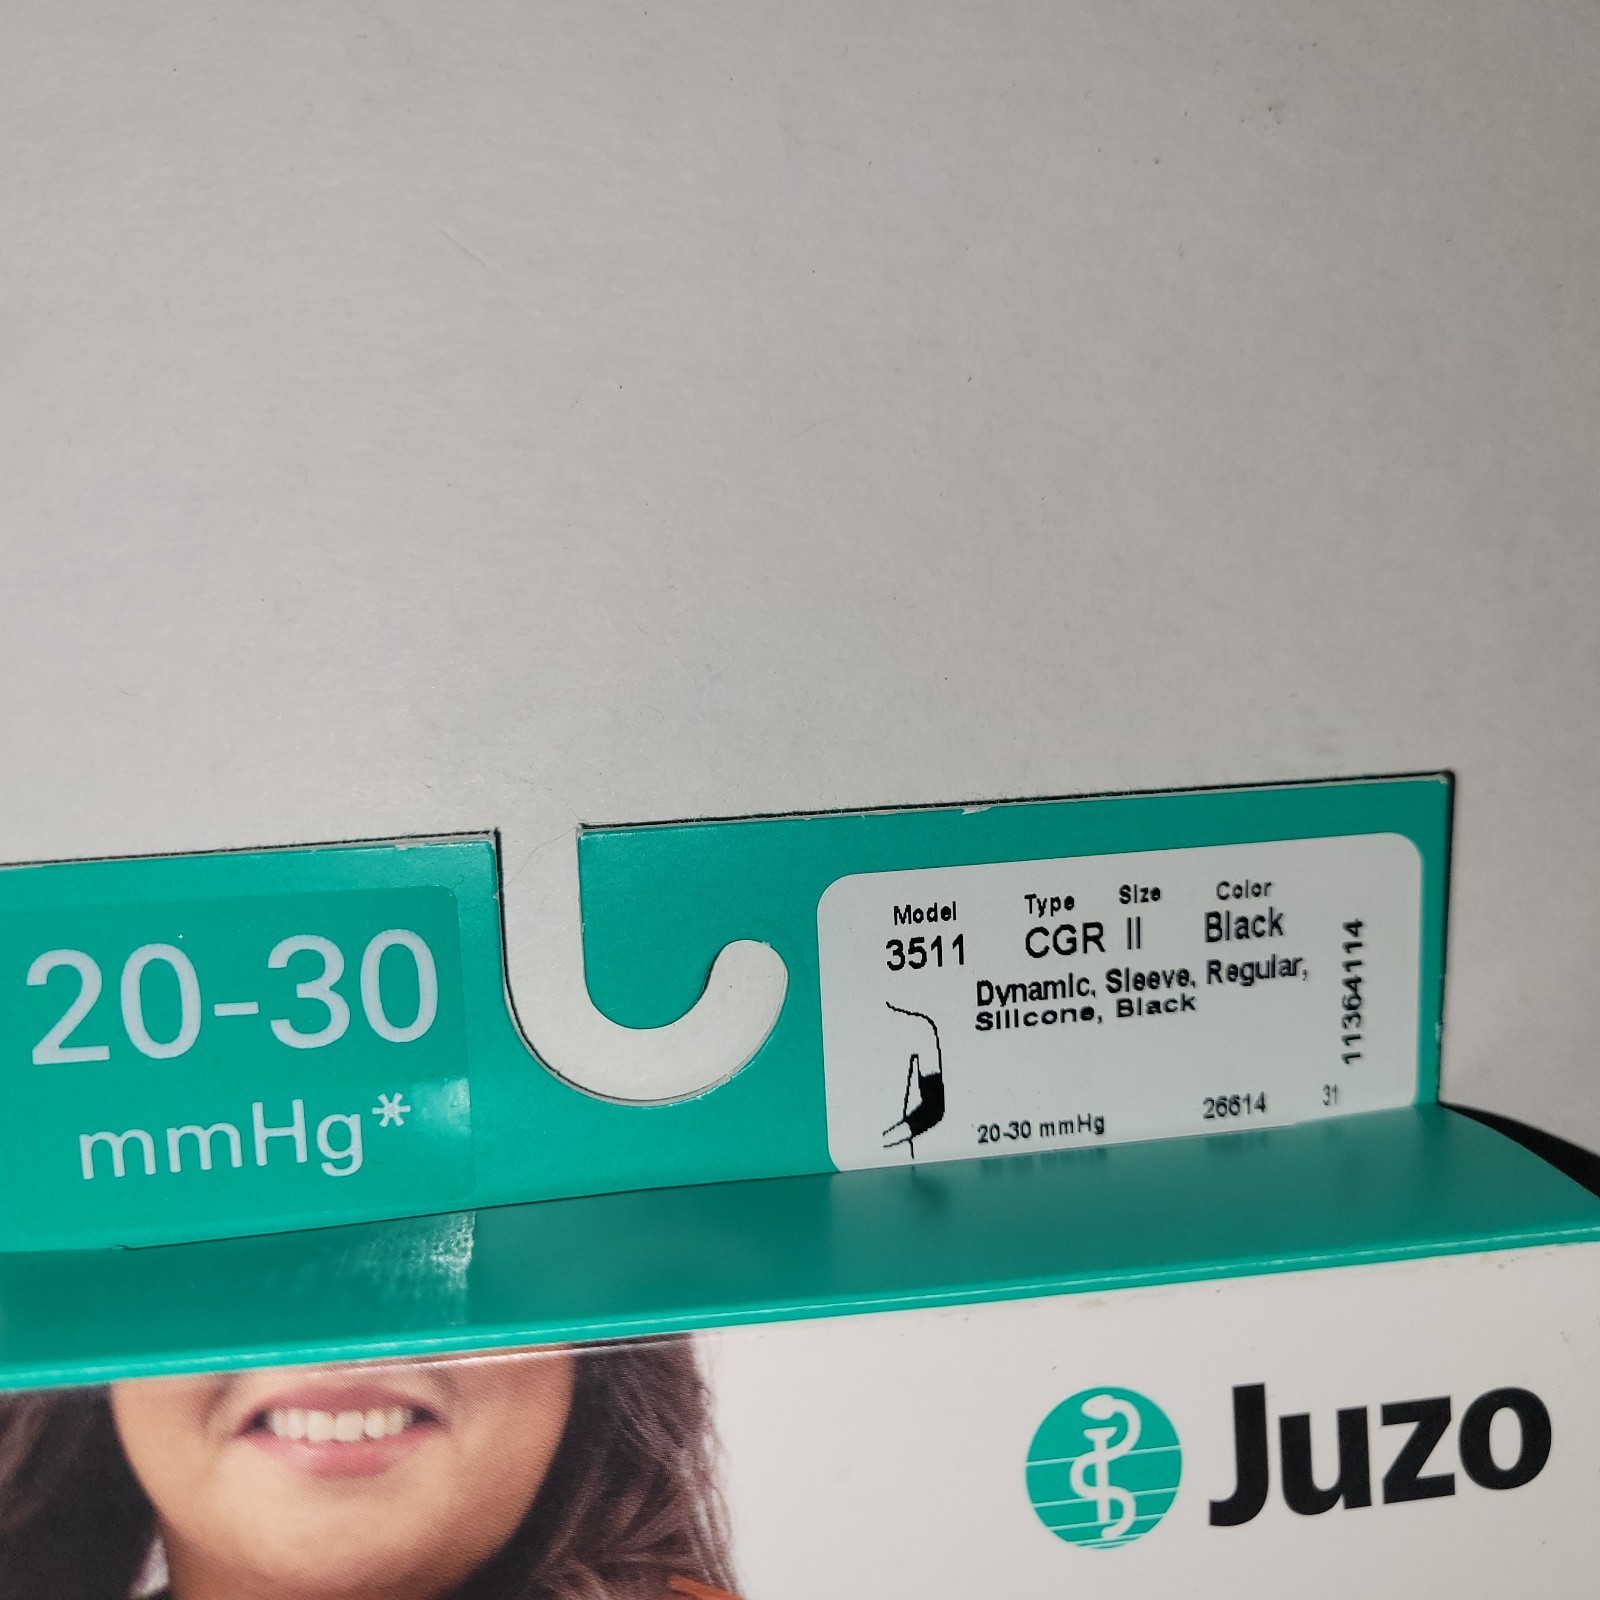 20-30
mmHg*
Model Type Size Color
3511 CGR II Black
Dynamic, Sleeve, Regular,
Silicone, Black
20-30 mmHg 26614 31
11364114
Juzo